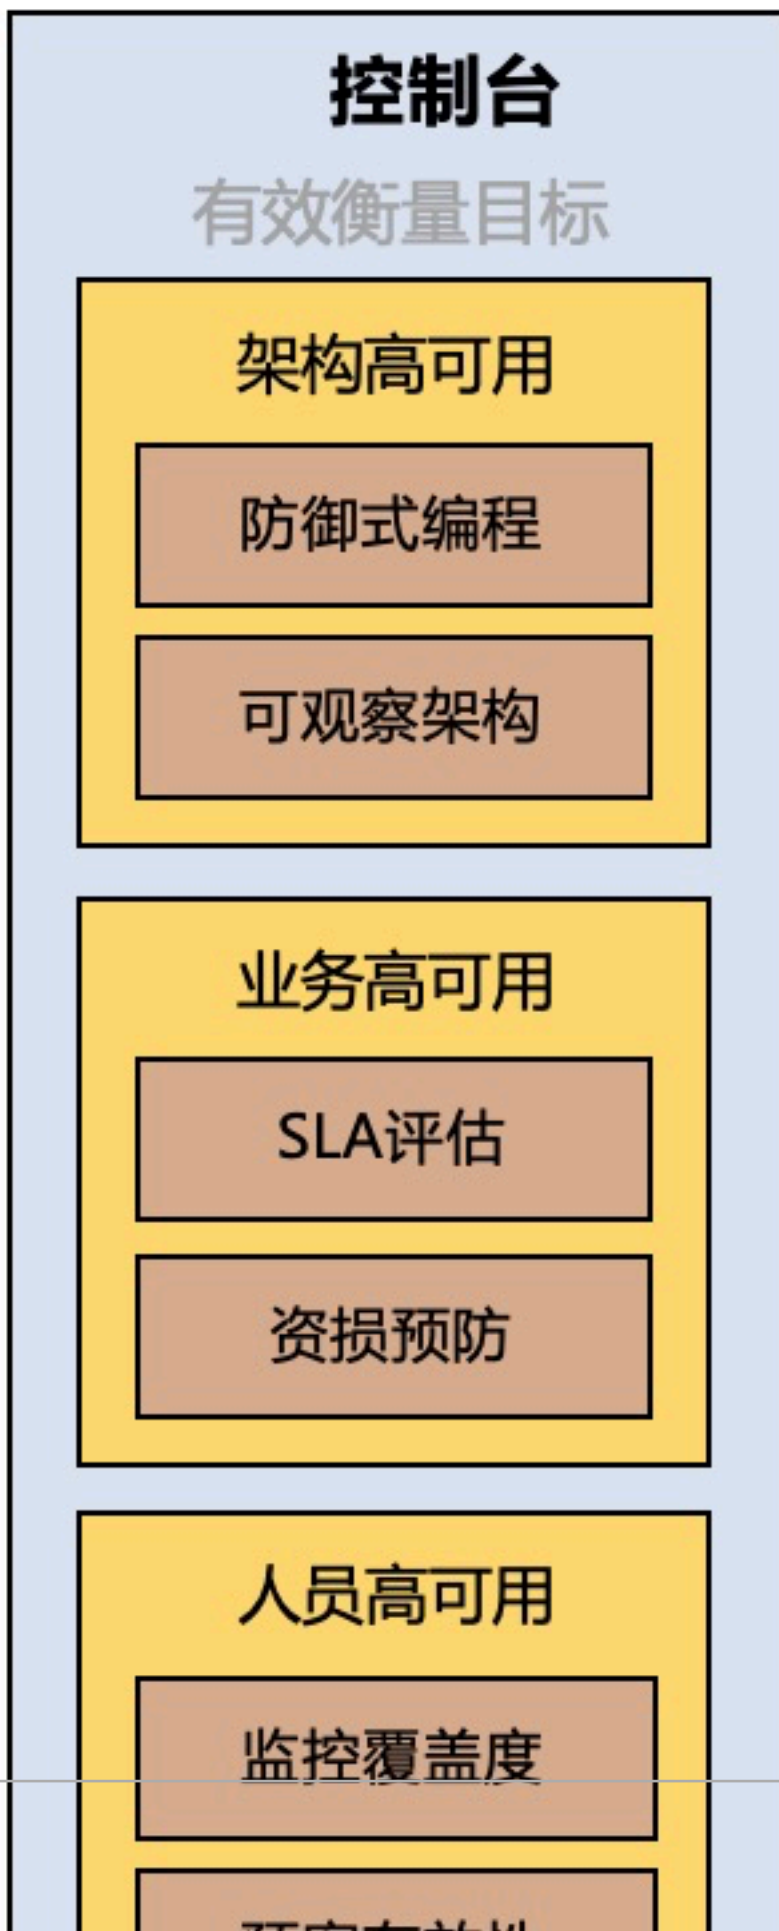 控制台
有效衡量目标
架构高可用
防御式编程
可观察架构
业务高可用
SLA评估
资损预防
人员高可用
监控覆盖度